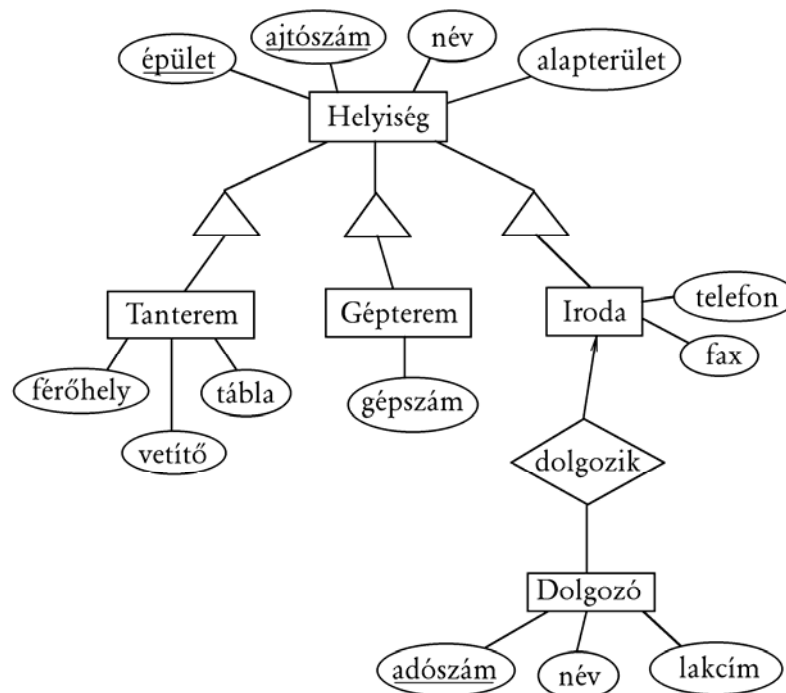 épület
ajtószám
név
alapterület
Helyiség
Tanterem
Gépterem
Iroda
telefon
fax
férőhely
vetítő
tábla
gépszám
dolgozik
Dolgozó
adószám
név
lakcím